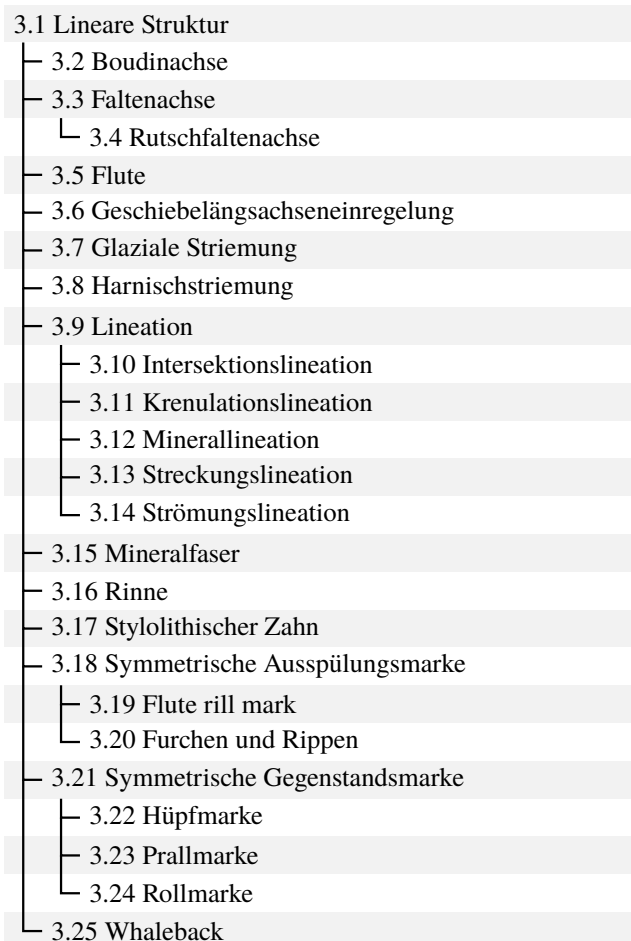 3.1 Lineare Struktur
3.2 Boudinachse
3.3 Faltenachse
3.4 Rutschfaltenachse
3.5 Flute
3.6 Geschiebelängsachseneinregelung
3.7 Glaziale Striemung
3.8 Harnischstriemung
3.9 Lineation
3.10 Intersektionslineation
3.11 Krenulationslineation
3.12 Minerallineation
3.13 Streckungslineation
3.14 Strömungslineation
3.15 Mineralfaser
3.16 Rinne
3.17 Stylolithischer Zahn
3.18 Symmetrische Ausspülungsmarke
3.19 Flute rill mark
3.20 Furchen und Rippen
3.21 Symmetrische Gegenstandsmarke
3.22 Hüpfmarke
3.23 Prallmarke
3.24 Rollmarke
3.25 Whaleback